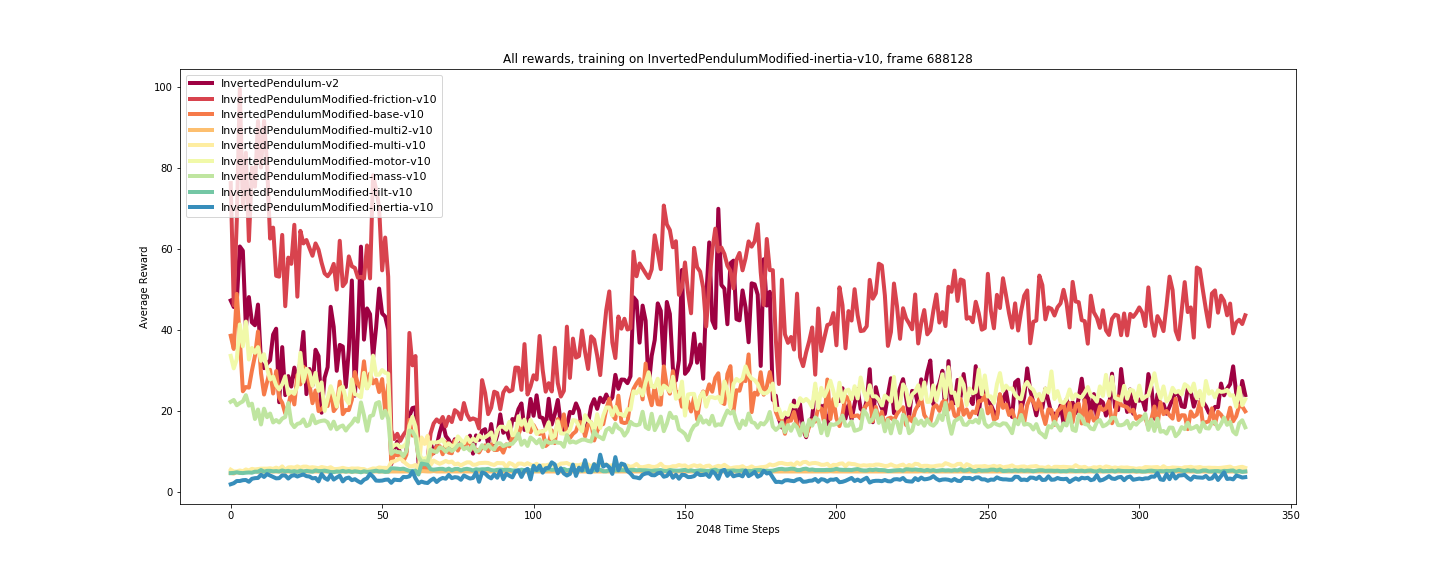 All rewards, training on InvertedPendulumModified-inertia-v10, frame 688128
InvertedPendulum-v2
InvertedPendulumModified-friction-v10
InvertedPendulumModified-base-v10
InvertedPendulumModified-multi2-v10
InvertedPendulumModified-multi-v10
InvertedPendulumModified-motor-v10
InvertedPendulumModified-mass-v10
InvertedPendulumModified-tilt-v10
InvertedPendulumModified-inertia-v10
Average Reward
100
80
60
40
20
0
0 50 100 150 200 250 300 350
2048 Time Steps